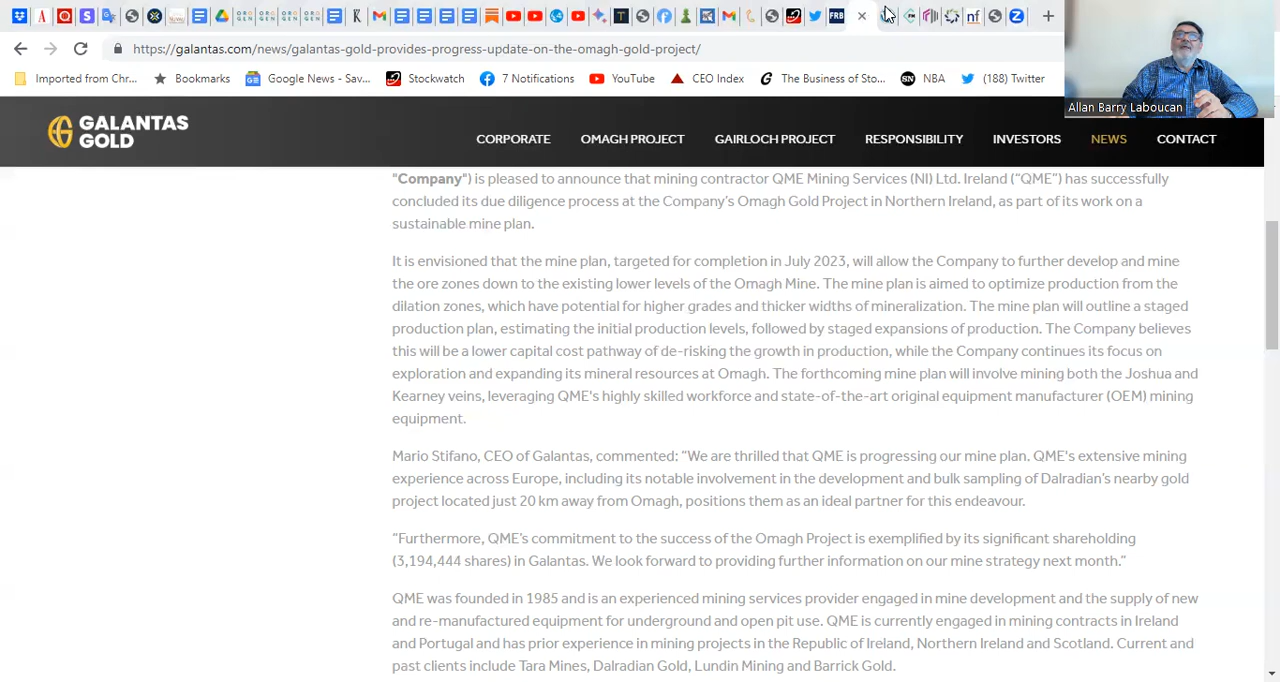 FRB
nf
Z
https://galantas.com/news/galantas-gold-provides-progress-update-on-the-omagh-gold-project/
Imported from Chr...
Bookmarks
Google News - Sav...
Stockwatch
7 Notifications
YouTube
CEO Index
The Business of Sto...
NBA
(188) Twitter
Allan Barry Laboucan
GALANTAS
GOLD
CORPORATE
OMAGH PROJECT
GAIRLOCH PROJECT
RESPONSIBILITY
INVESTORS
NEWS
CONTACT
"Company") is pleased to announce that mining contractor QME Mining Services (NI) Ltd. Ireland (“QME”) has successfully
concluded its due diligence process at the Company’s Omagh Gold Project in Northern Ireland, as part of its work on a
sustainable mine plan.
It is envisioned that the mine plan, targeted for completion in July 2023, will allow the Company to further develop and mine
the ore zones down to the existing lower levels of the Omagh Mine. The mine plan is aimed to optimize production from the
dilation zones, which have potential for higher grades and thicker widths of mineralization. The mine plan will outline a staged
production plan, estimating the initial production levels, followed by staged expansions of production. The Company believes
this will be a lower capital cost pathway of de-risking the growth in production, while the Company continues its focus on
exploration and expanding its mineral resources at Omagh. The forthcoming mine plan will involve mining both the Joshua and
Kearney veins, leveraging QME's highly skilled workforce and state-of-the-art original equipment manufacturer (OEM) mining
equipment.
Mario Stifano, CEO of Galantas, commented: “We are thrilled that QME is progressing our mine plan. QME's extensive mining
experience across Europe, including its notable involvement in the development and bulk sampling of Dalradian’s nearby gold
project located just 20 km away from Omagh, positions them as an ideal partner for this endeavour.
“Furthermore, QME’s commitment to the success of the Omagh Project is exemplified by its significant shareholding
(3,194,444 shares) in Galantas. We look forward to providing further information on our mine strategy next month.”
QME was founded in 1985 and is an experienced mining services provider engaged in mine development and the supply of new
and re-manufactured equipment for underground and open pit use. QME is currently engaged in mining contracts in Ireland
and Portugal and has prior experience in mining projects in the Republic of Ireland, Northern Ireland and Scotland. Current and
past clients include Tara Mines, Dalradian Gold, Lundin Mining and Barrick Gold.